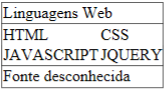 Linguagens Web
HTML CSS
JAVASCRIPT JQUERY
Fonte desconhecida